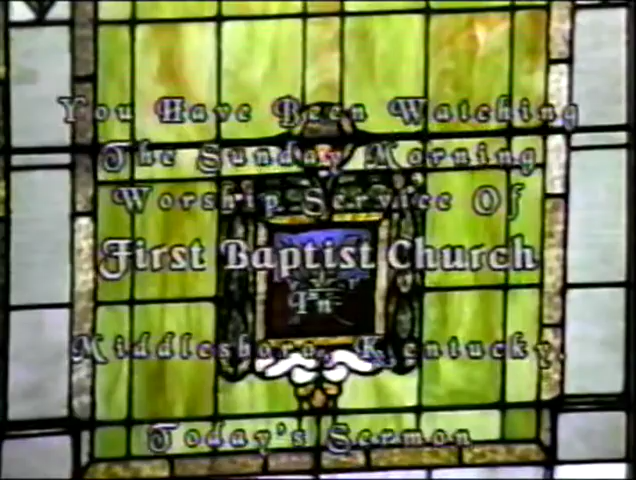 You Have Been Watching
The Sunday Morning
Worship Service Of
First Baptist Church
In
Middlesboro, Kentucky.
Today's Sermon